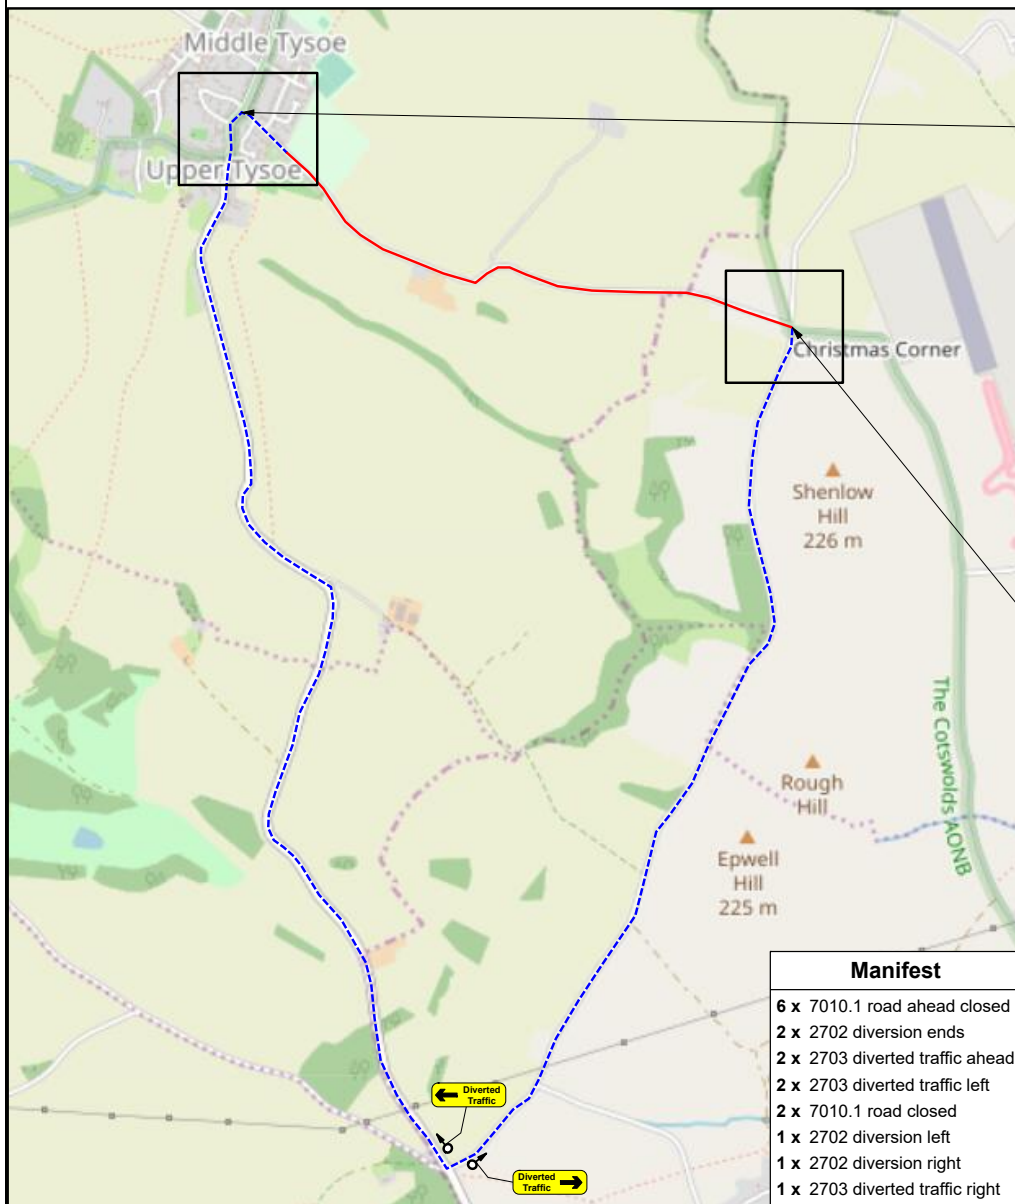 Middle Tysoe
Upper Tysoe
Christmas Corner
Shenlow
Hill
226 m
The Cotswolds AONB
Rough
Hill
Epwell
Hill
225 m
Manifest
6 x 7010.1 road ahead closed
2 x 2702 diversion ends
2 x 2703 diverted traffic ahead
2 x 2703 diverted traffic left
2 x 7010.1 road closed
1 x 2702 diversion left
1 x 2702 diversion right
1 x 2703 diverted traffic right
Diverted
Traffic
Diverted
Traffic